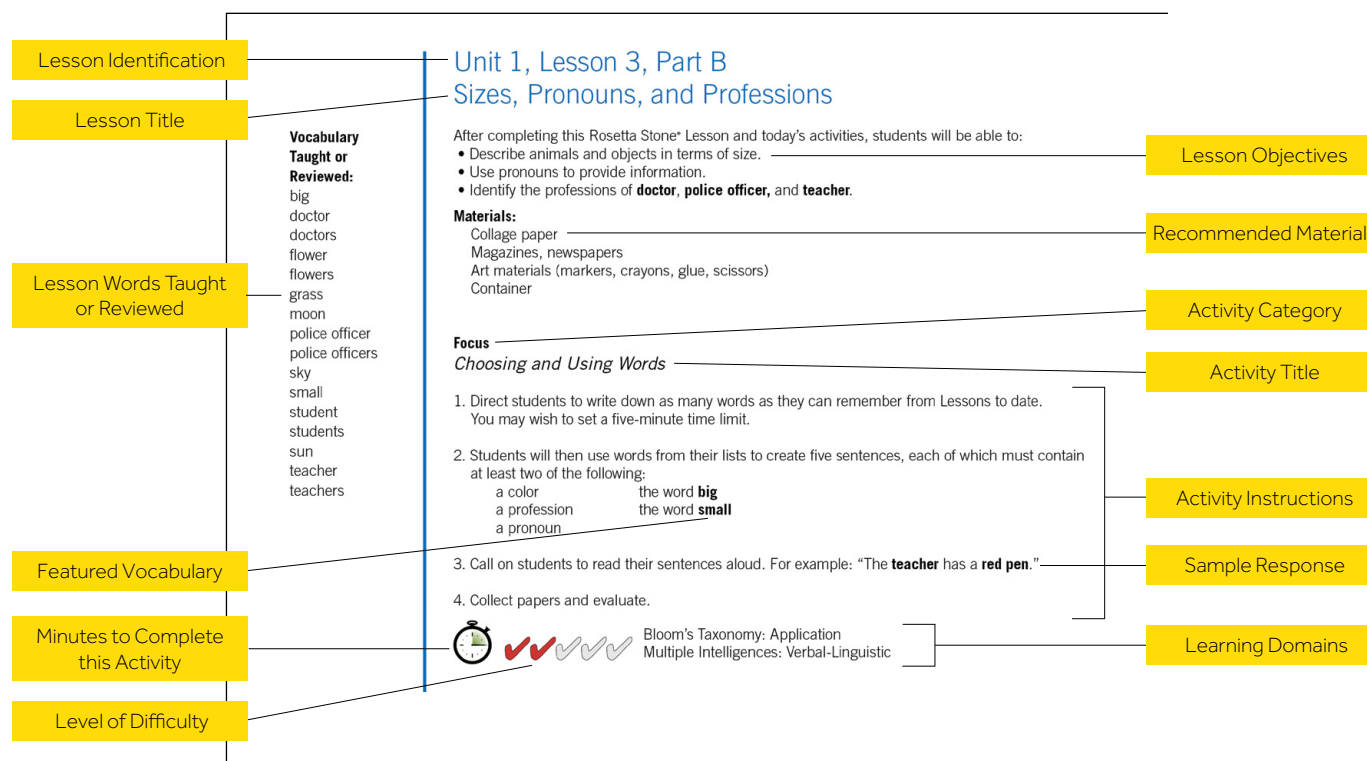 Lesson Identification
Lesson Title
Lesson Words Taught
or Reviewed
Featured Vocabulary
Minutes to Complete
this Activity
Level of Difficulty
Vocabulary
Taught or
Reviewed:
big
doctor
doctors
flower
flowers
grass
moon
police officer
police officers
sky
small
student
students
sun
teacher
teachers
Unit 1, Lesson 3, Part B
Sizes, Pronouns, and Professions
After completing this Rosetta Stone® Lesson and today's activities, students will be able to:
• Describe animals and objects in terms of size.
• Use pronouns to provide information.
• Identify the professions of doctor, police officer, and teacher.
Materials:
Collage paper
Magazines, newspapers
Art materials (markers, crayons, glue, scissors)
Container
Focus
Choosing and Using Words
1. Direct students to write down as many words as they can remember from Lessons to date.
You may wish to set a five-minute time limit.
2. Students will then use words from their lists to create five sentences, each of which must contain
at least two of the following:
a color the word big
a profession the word small
a pronoun
3. Call on students to read their sentences aloud. For example: "The teacher has a red pen."
4. Collect papers and evaluate.
Bloom's Taxonomy: Application
Multiple Intelligences: Verbal-Linguistic
Lesson Objectives
Recommended Material
Activity Category
Activity Title
Activity Instructions
Sample Response
Learning Domains